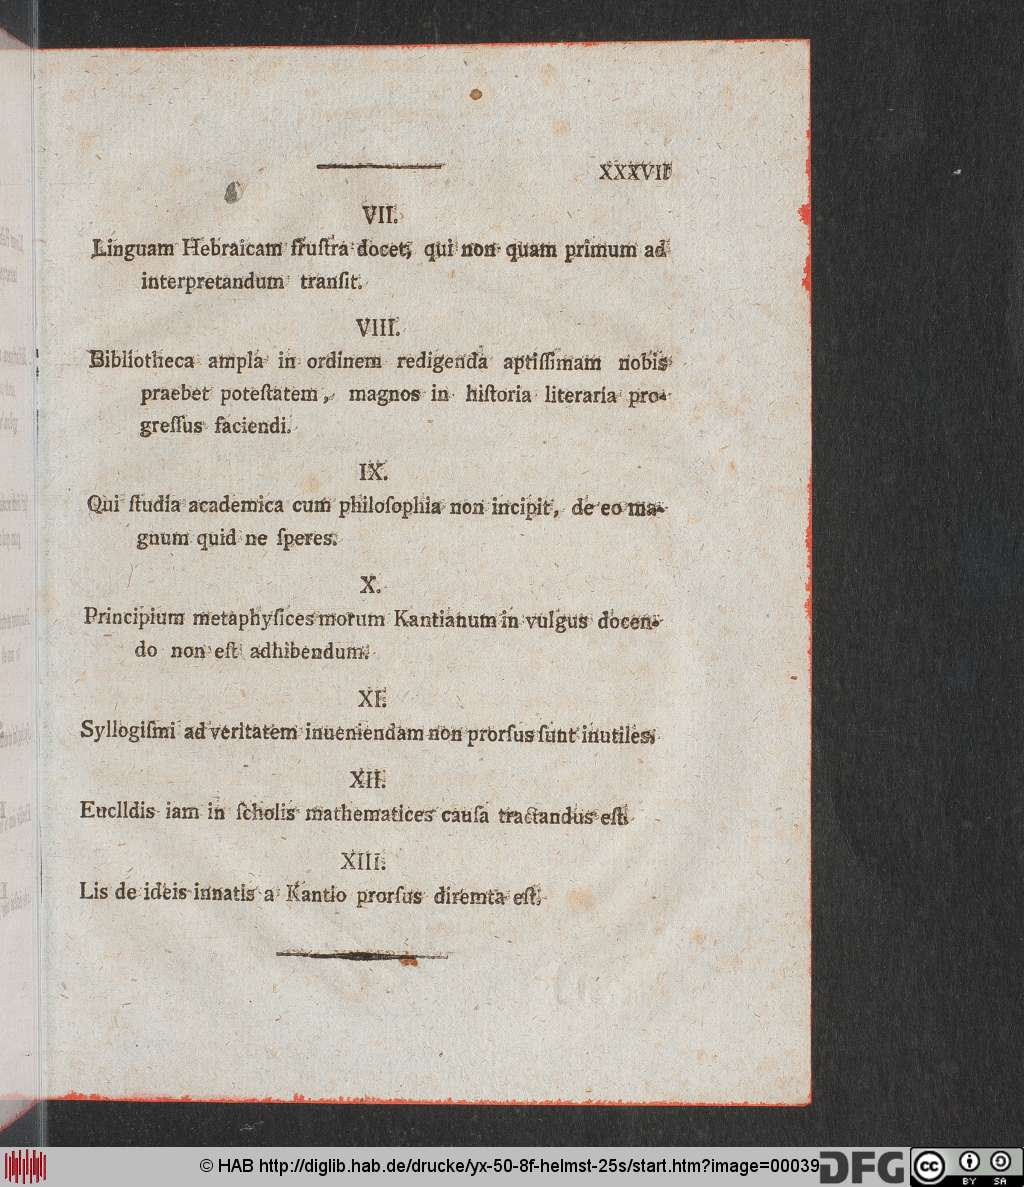 XXXVII
VII.
Linguam Hebraicam fruſtra docet, qui non quam primum ad
interpretandum tranſit.
VIII.
Bibliotheca ampla in ordinem redigenda aptiſſimam nobis
praebet poteſtatem, magnos in hiſtoria literaria pro-
greſſus faciendi.
IX.
Qui ſtudia academica cum philoſophia non incipit, de eo ma-
gnum quid ne ſperes.
X.
Principium metaphyſices morum Kantianum in vulgus docen-
do non eſt adhibendum.
XI.
Syllogiſmi ad veritatem inueniendam non prorſus ſunt inutiles.
XII.
Euclldis iam in ſcholis mathematices cauſa tractandus eſt.
XIII.
Lis de ideis innatis a Kantio prorſus diremta eſt.
© HAB http://diglib.hab.de/drucke/yx-50-8f-helmst-25s/start.htm?image=00039
DFG
cc BY SA